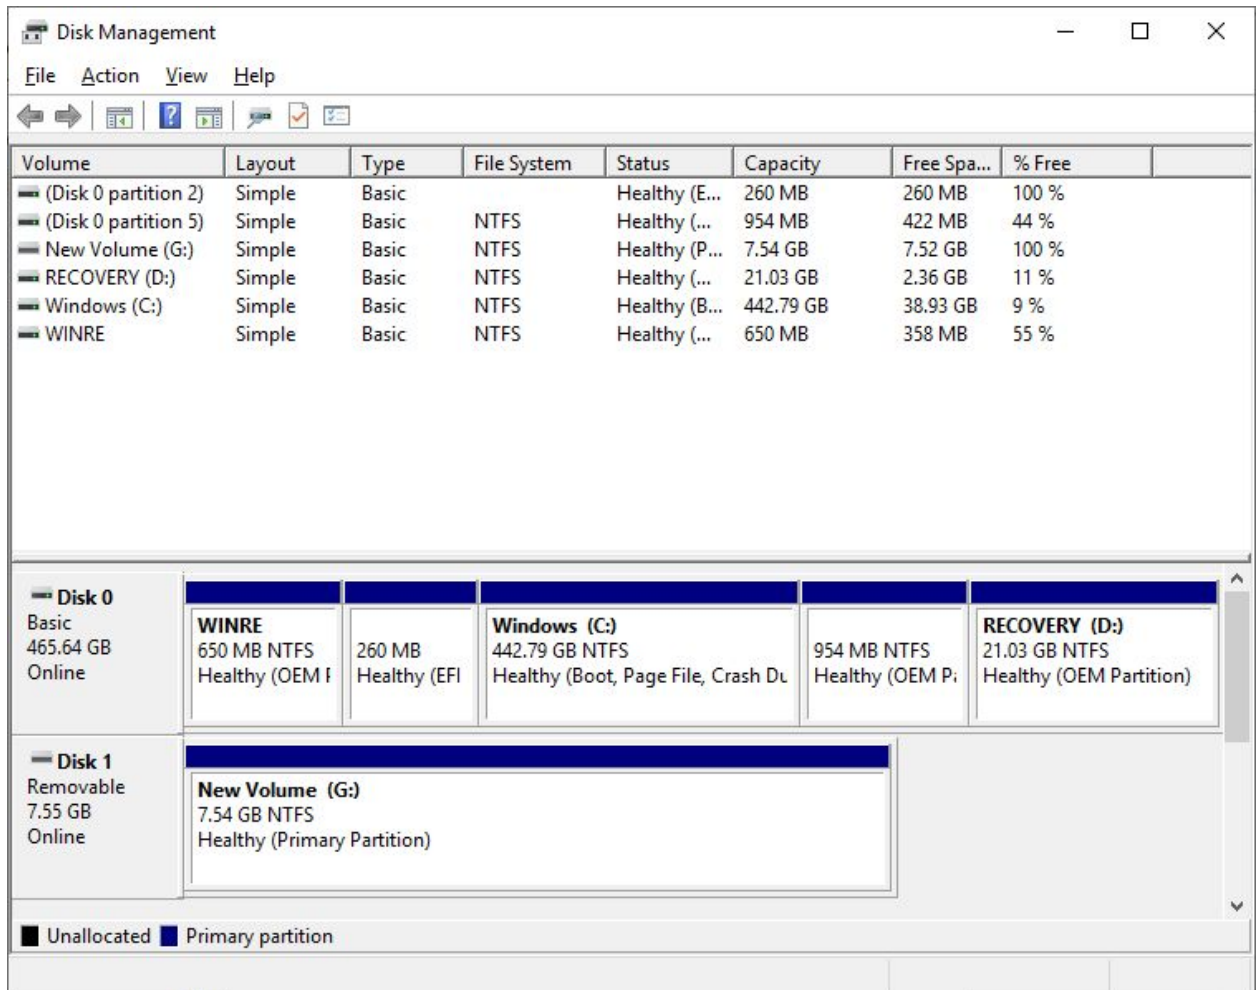 Disk Management
File Action View Help
Volume Layout Type File System Status Capacity Free Spa... % Free
(Disk 0 partition 2) Simple Basic Healthy (E... 260 MB 260 MB 100 %
(Disk 0 partition 5) Simple Basic NTFS Healthy (... 954 MB 422 MB 44 %
New Volume (G:) Simple Basic NTFS Healthy (P... 7.54 GB 7.52 GB 100 %
RECOVERY (D:) Simple Basic NTFS Healthy (... 21.03 GB 2.36 GB 11 %
Windows (C:) Simple Basic NTFS Healthy (B... 442.79 GB 38.93 GB 9 %
WINRE Simple Basic NTFS Healthy (... 650 MB 358 MB 55 %
Disk 0
Basic
465.64 GB
Online
WINRE
650 MB NTFS
Healthy (OEM
260 MB
Healthy (EFI
Windows (C:)
442.79 GB NTFS
Healthy (Boot, Page File, Crash Du
954 MB NTFS
Healthy (OEM Pa
RECOVERY (D:)
21.03 GB NTFS
Healthy (OEM Partition)
Disk 1
Removable
7.55 GB
Online
New Volume (G:)
7.54 GB NTFS
Healthy (Primary Partition)
Unallocated Primary partition